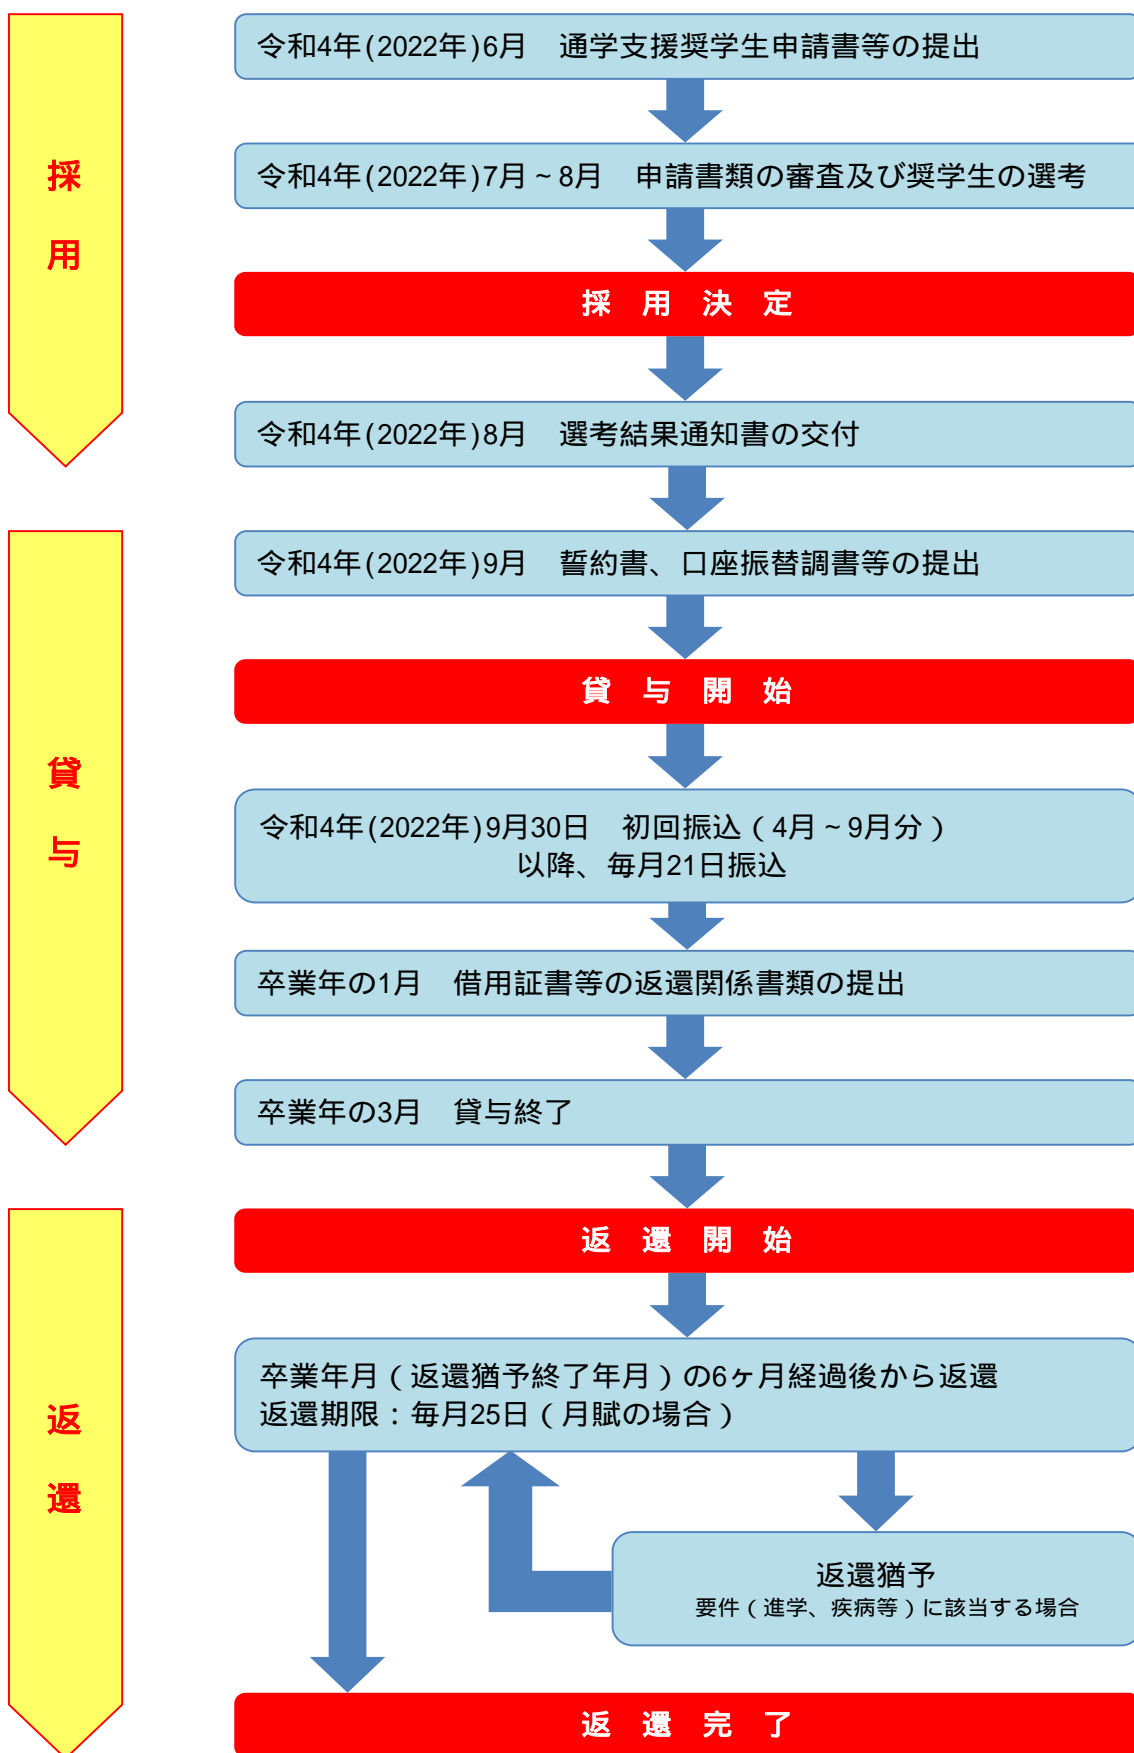 採用
令和4年(2022年)6月　通学支援奨学生申請書等の提出
令和4年(2022年)7月～8月　申請書類の審査及び奨学生の選考
採　用　決　定
令和4年(2022年)8月　選考結果通知書の交付
貸与
令和4年(2022年)9月　誓約書、口座振替調書等の提出
貸　与　開　始
令和4年(2022年)9月30日　初回振込（4月～9月分）
以降、毎月21日振込
卒業年の1月　借用証書等の返還関係書類の提出
卒業年の3月　貸与終了
返還
返　還　開　始
卒業年月（返還猶予終了年月）の6ヶ月経過後から返還
返還期限：毎月25日（月賦の場合）
返還猶予
要件（進学、疾病等）に該当する場合
返　還　完　了